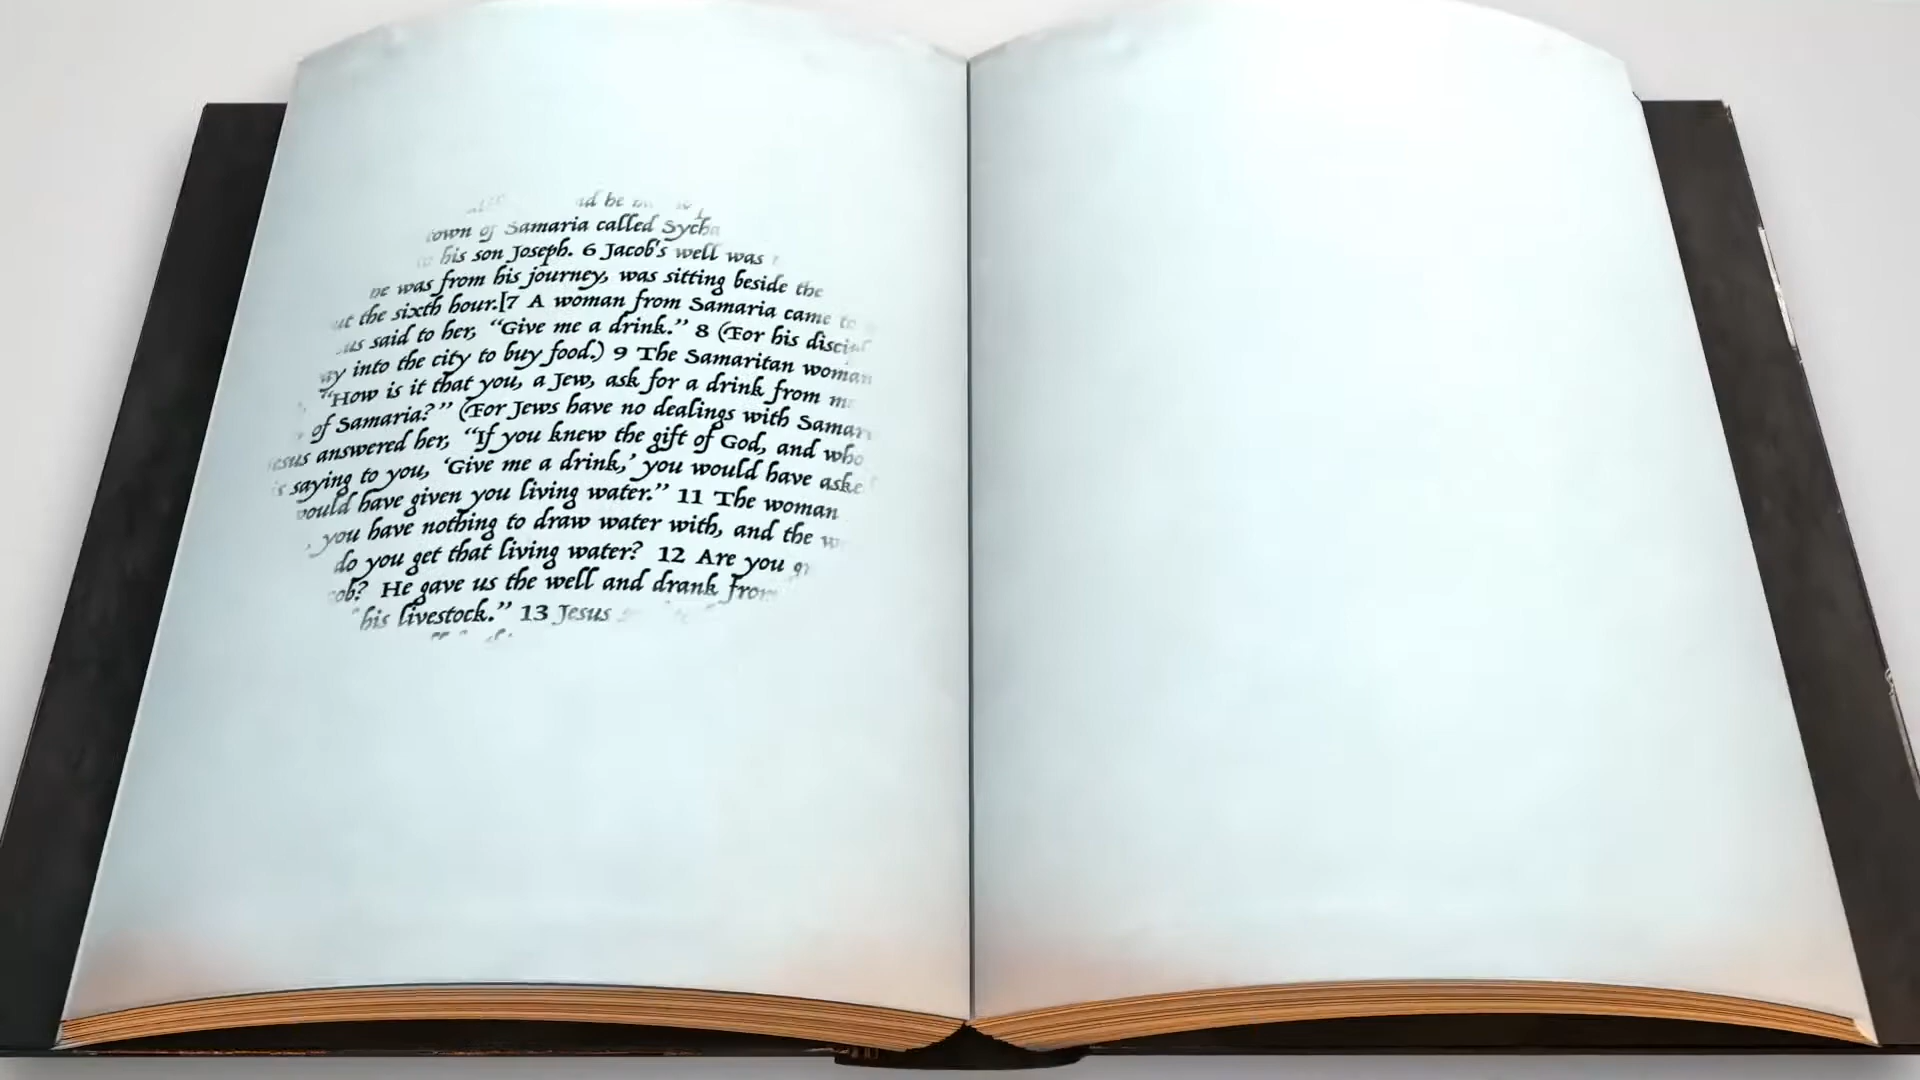 he
town of Samaria called Sycha
his son Joseph. 6 Jacob's well was
he was from his journey, was sitting beside the
the sixth hour.[7 A woman from Samaria came to
said to her, “Give me a drink.” 8 (For his
into the city to buy food.) 9 The Samaritan woman
“How is it that you, a Jew, ask for a drink from
of Samaria?” (For Jews have no dealings with Samar
esus answered her, “If you knew the gift of God, and who
saying to you, ‘Give me a drink,’ you would have aske
ould have given you living water.” 11 The woman
, you have nothing to draw water with, and the
do you get that living water? 12 Are you
ob? He gave us the well and drank from
his livestock.” 13 Jesus